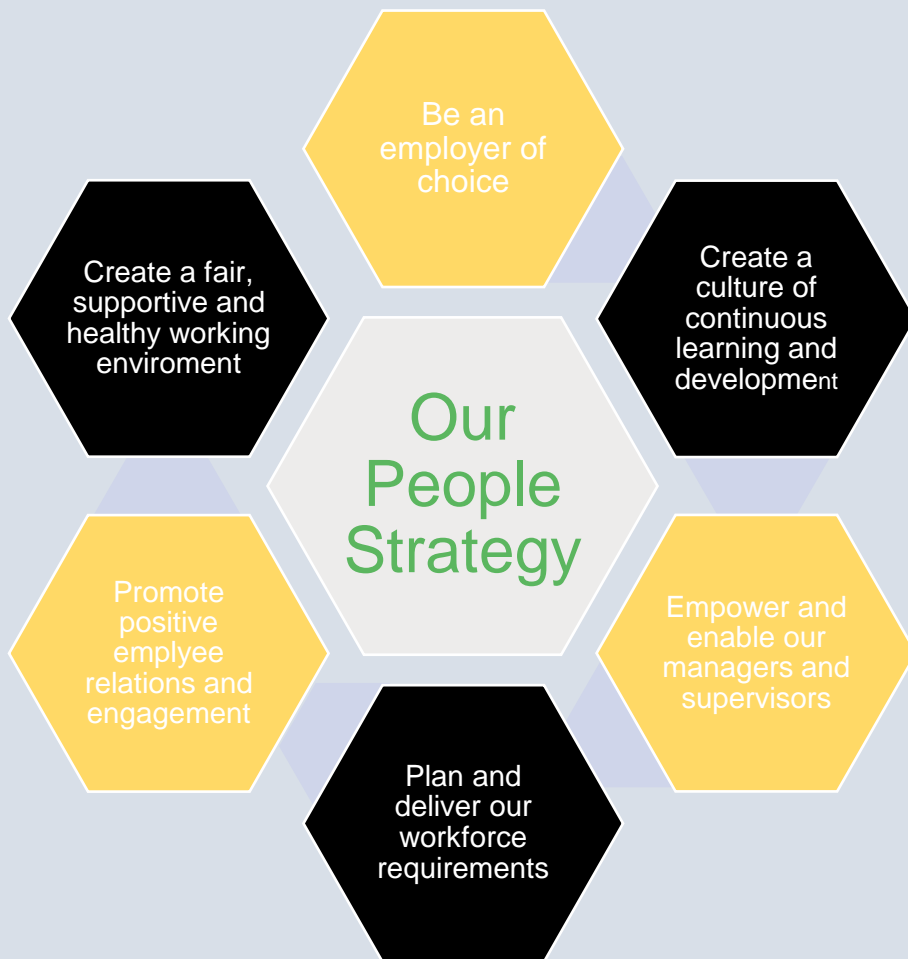 Be an
employer of
choice
Create a
culture of
continuous
learning and
development
Empower and
enable our
managers and
supervisors
Plan and
deliver our
workforce
requirements
Promote
positive
emplyee
relations and
engagement
Create a fair,
supportive and
healthy working
enviroment
Our
People
Strategy